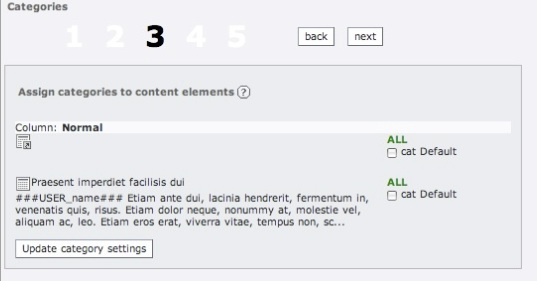 Categories
1 2 3 4 5 back next
Assign categories to content elements ?
Column: Normal
ALL
cat Default
Praesent imperdiet facilisis dui ALL
###USER_name### Etiam ante dui, lacinia hendrerit, fermentum in, cat Default
venenatis quis, risus. Etiam dolor neque, nonummy at, molestie vel,
aliquam ac, leo. Etiam eros erat, viverra vitae, tempus non, sc...
Update category settings